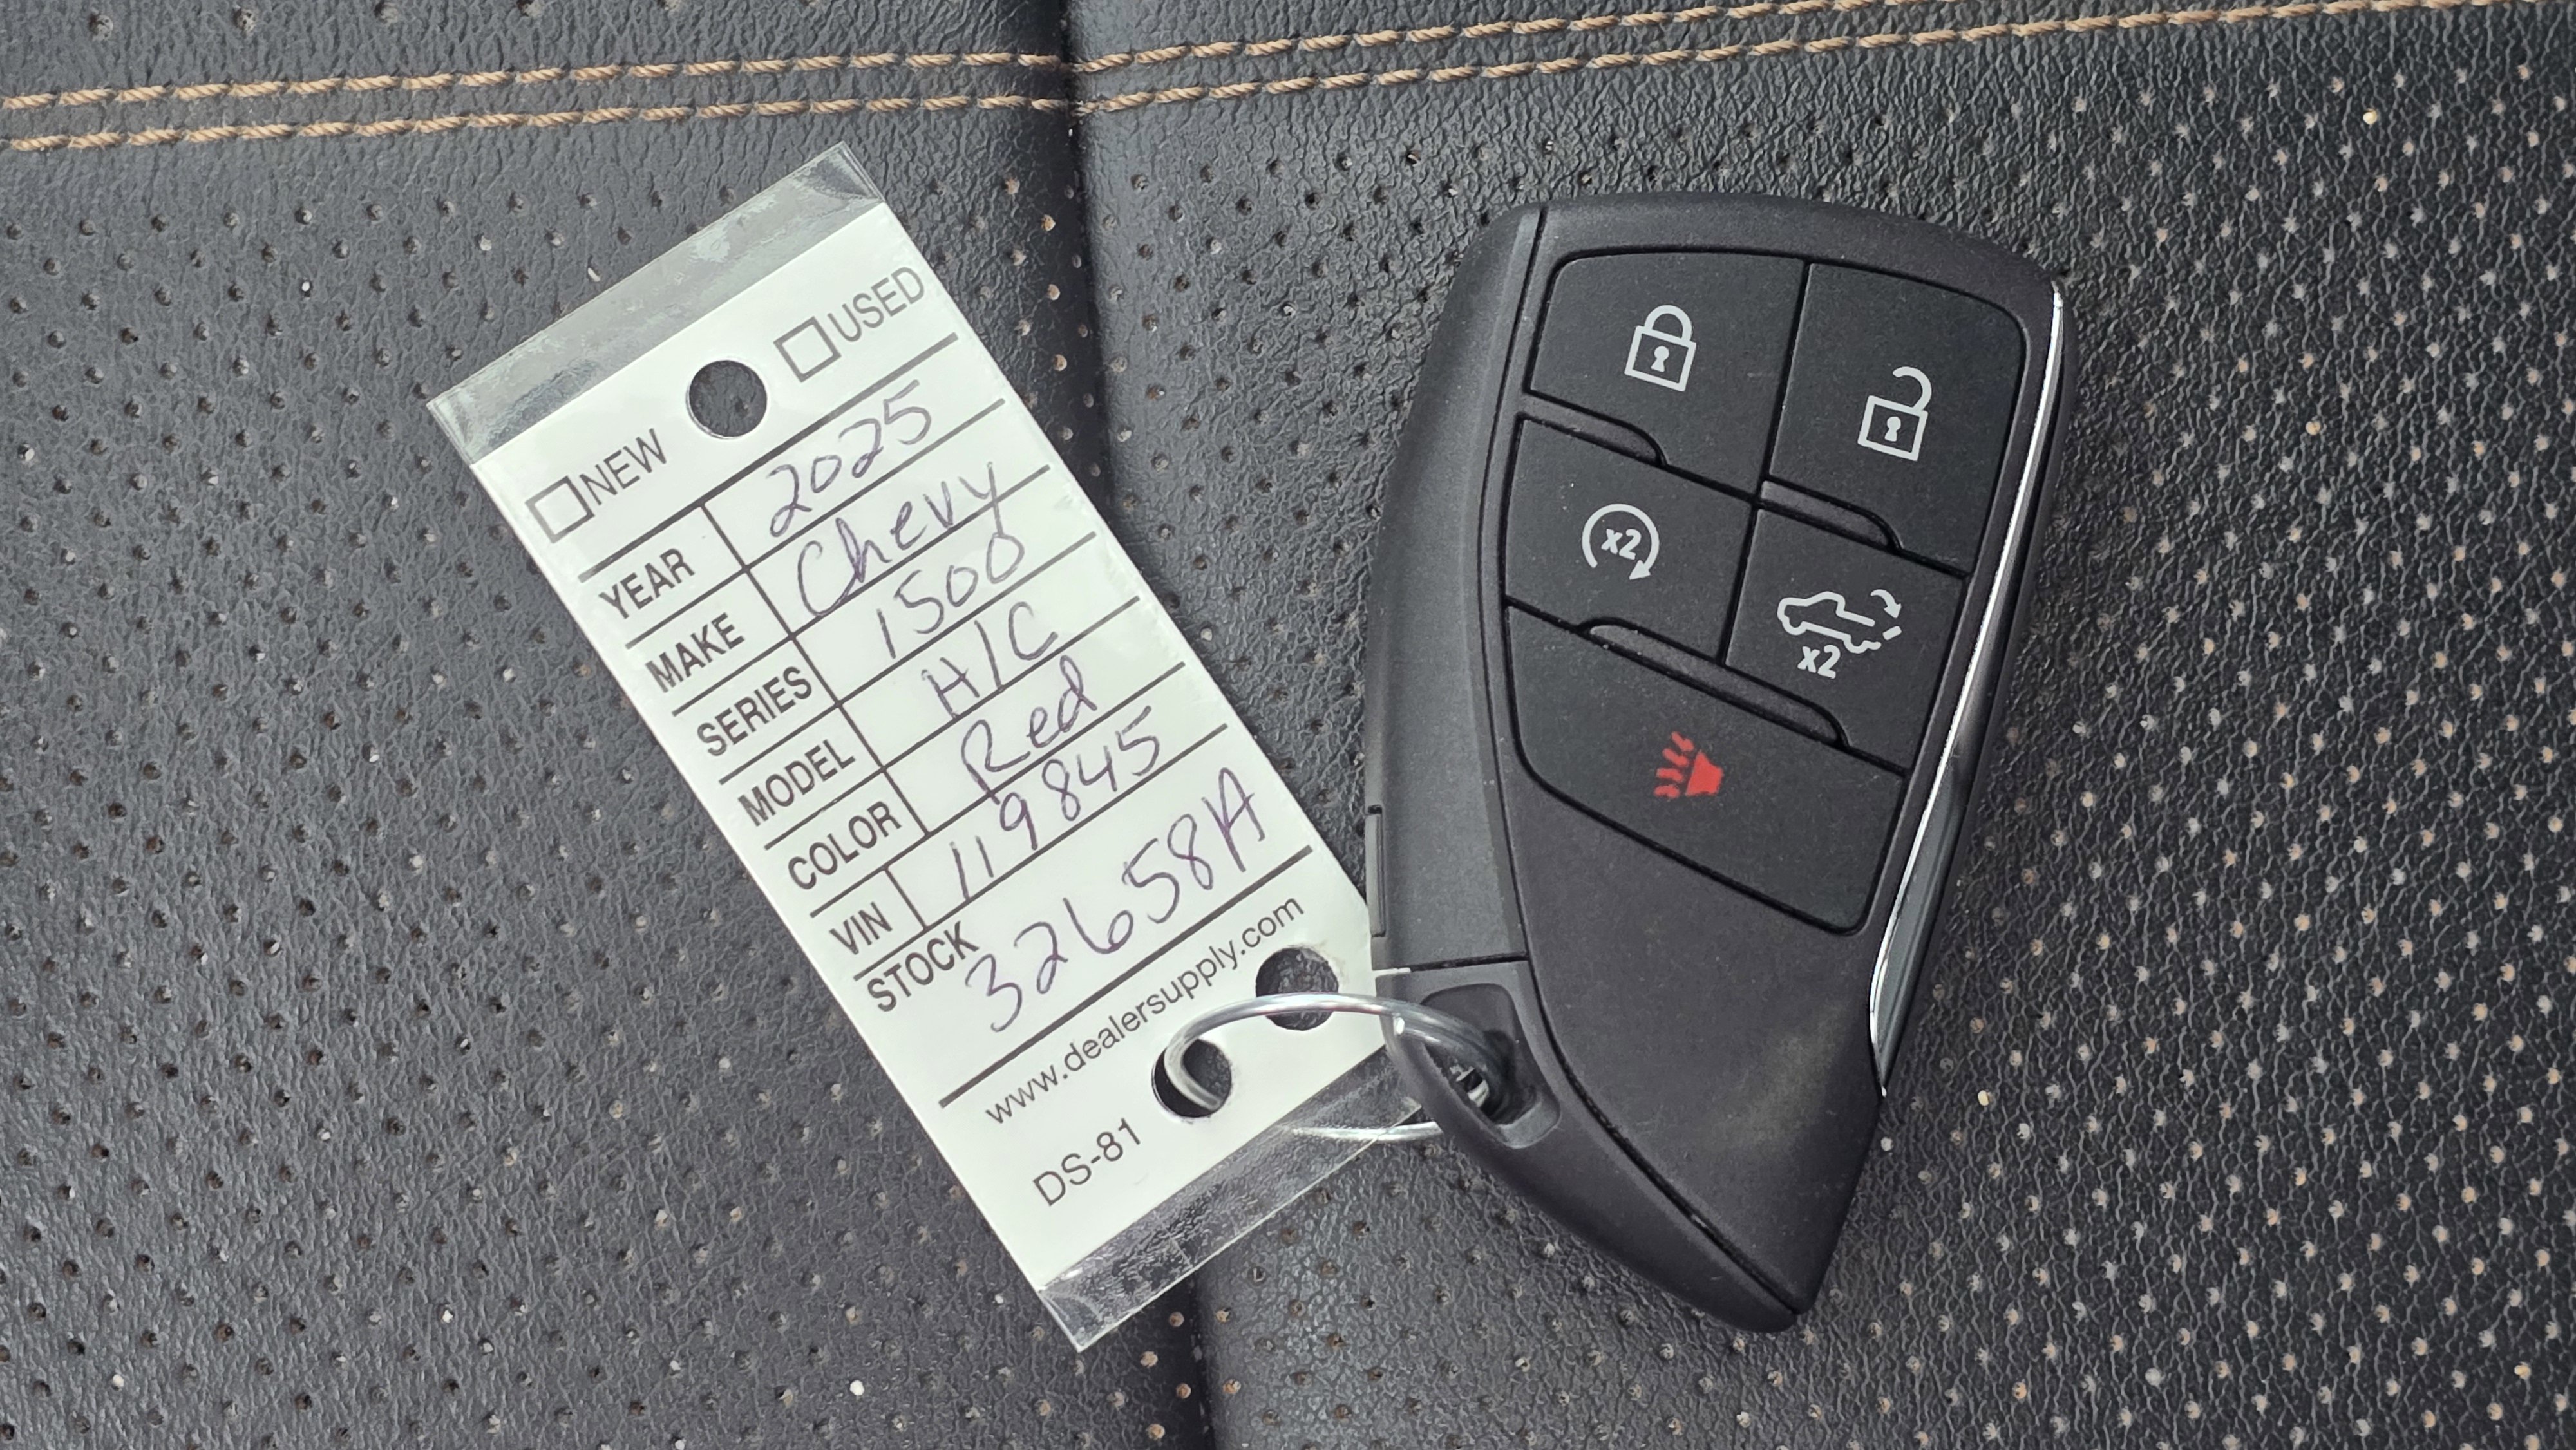 NEW USED
YEAR 2025
MAKE Chevy
SERIES 1500
MODEL H/C
COLOR Red
VIN 119845
STOCK 32658A
www.dealersupply.com
DS-81
x2
x2